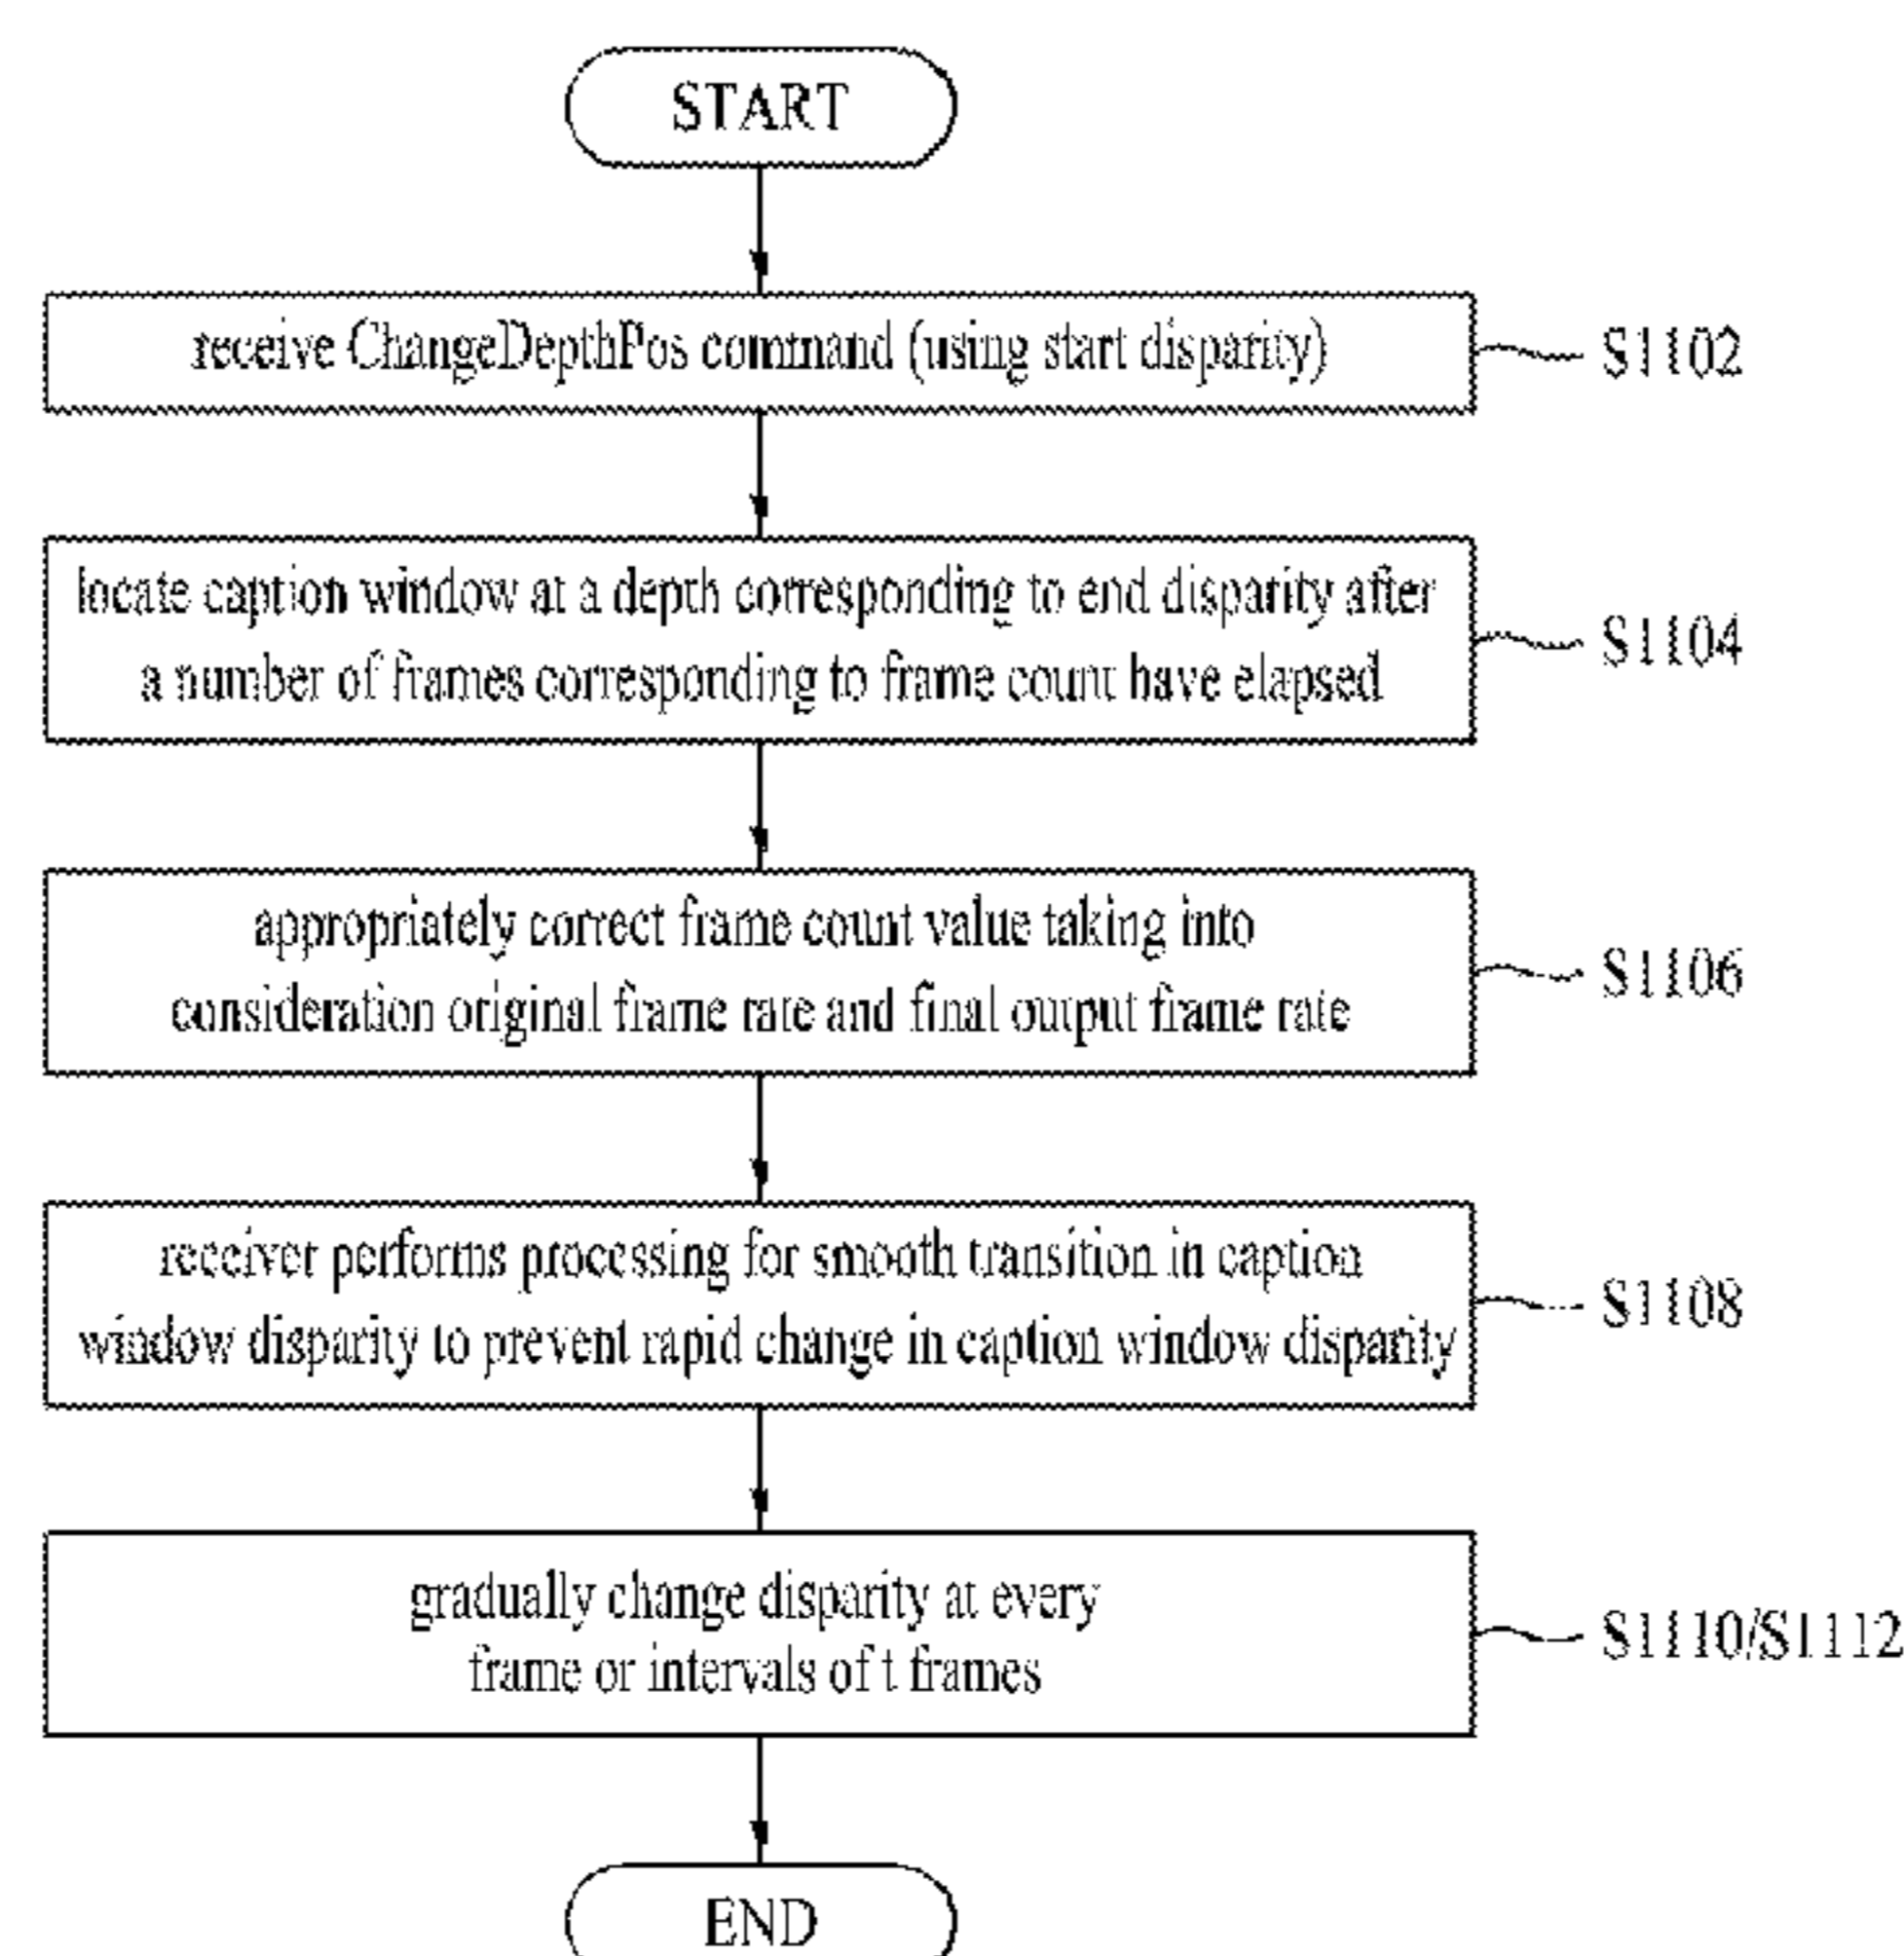 START
receive ChangeDepthPos command (using start disparity)
S1102
locate caption window at a depth corresponding to end disparity after
a number of frames corresponding to frame count have elapsed
S1104
appropriately correct frame count value taking into
consideration original frame rate and final output frame rate
S1106
receiver performs processing for smooth transition in caption
window disparity to prevent rapid change in caption window disparity
S1108
gradually change disparity at every
frame or intervals of t frames
S1110/S1112
END